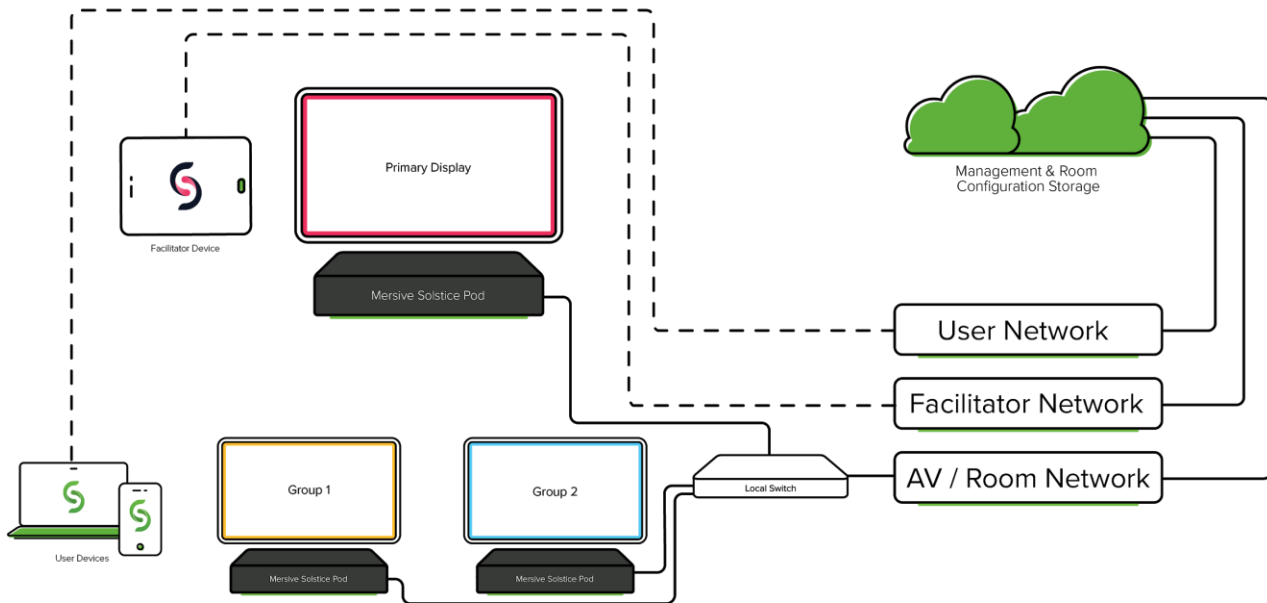 Primary Display
Facilitator Device
Mersive Solstice Pod
Management & Room
Configuration Storage
User Network
Facilitator Network
AV / Room Network
Local Switch
Group 1
Group 2
User Devices
Mersive Solstice Pod
Mersive Solstice Pod